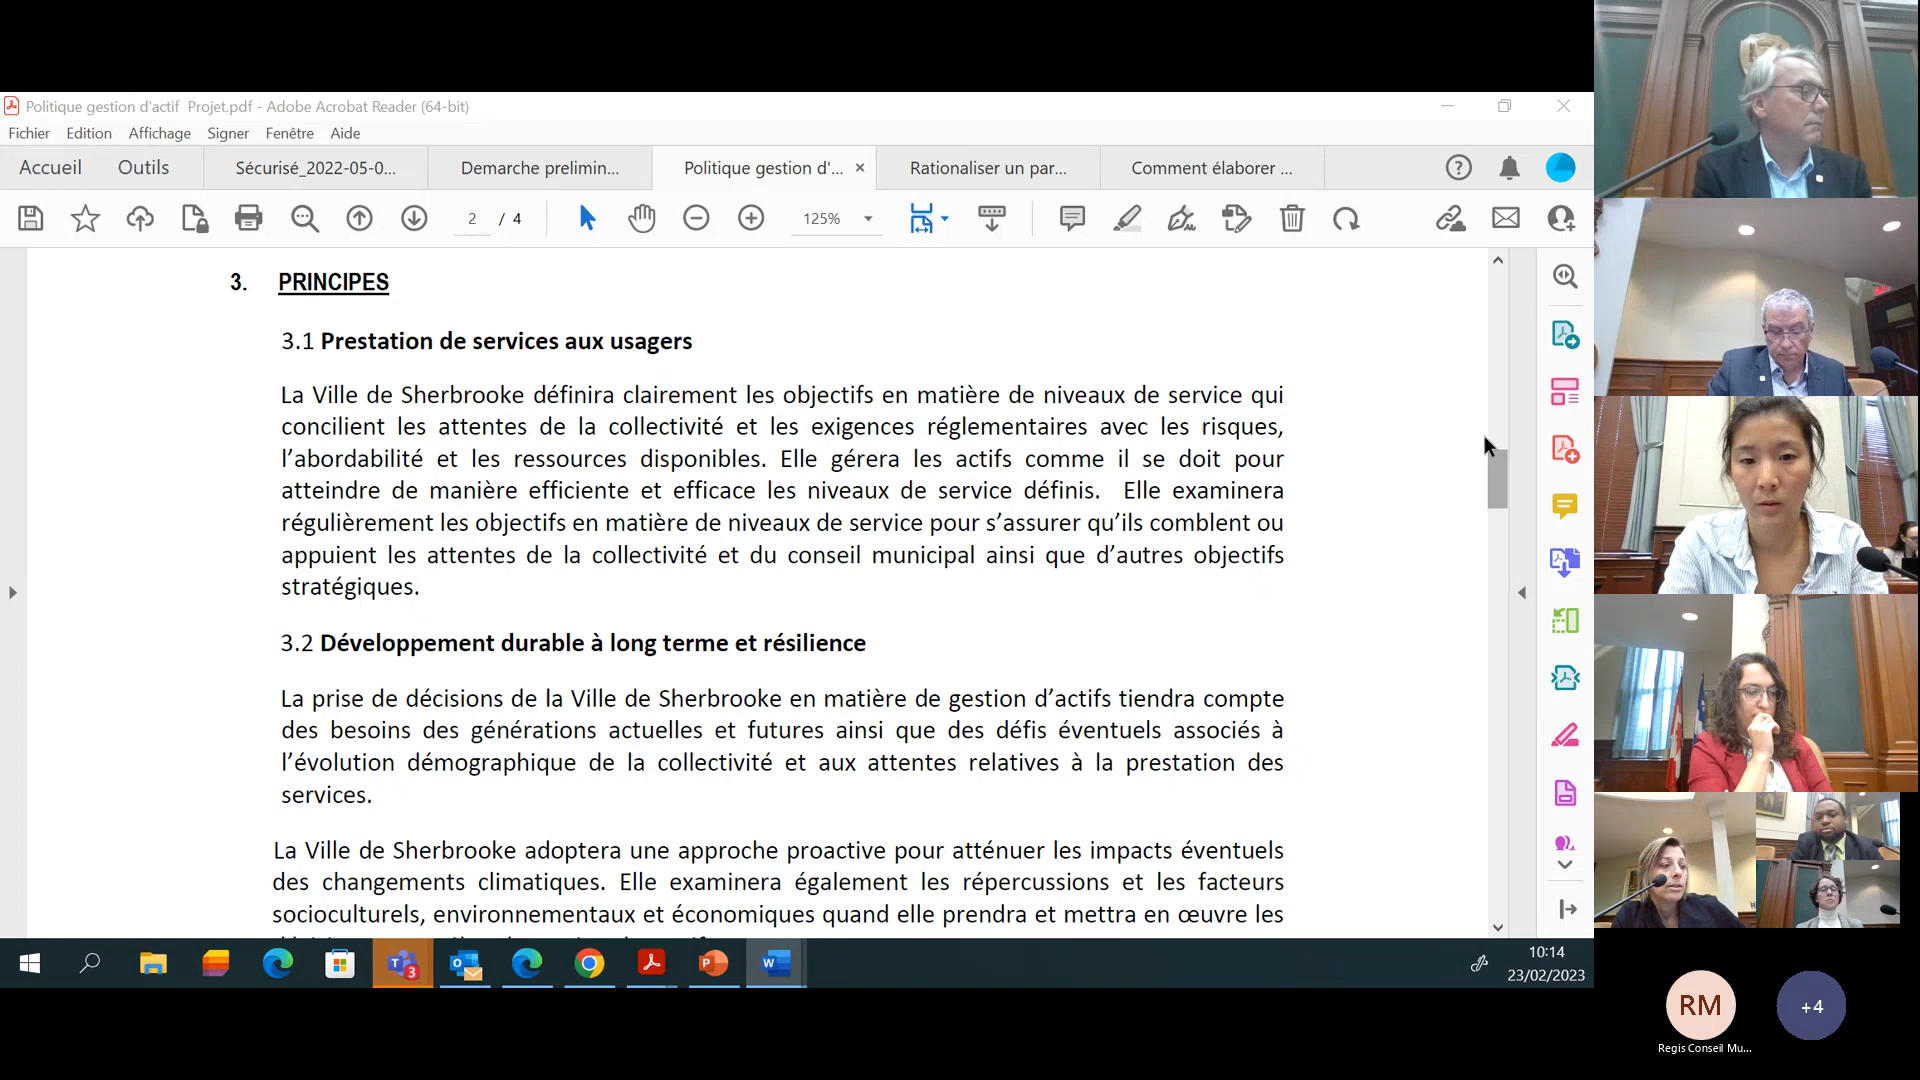 Politique gestion d'actif  Projet.pdf - Adobe Acrobat Reader (64-bit)
Fichier Edition Affichage Signer Fenêtre Aide
Accueil Outils Sécurisé_2022-05-0... Demarche prelimin... Politique gestion d'... Rationaliser un par... Comment élaborer ...
2 / 4 125%
3. PRINCIPES
3.1 Prestation de services aux usagers
La Ville de Sherbrooke définira clairement les objectifs en matière de niveaux de service qui
concilient les attentes de la collectivité et les exigences réglementaires avec les risques,
l’abordabilité et les ressources disponibles. Elle gérera les actifs comme il se doit pour
atteindre de manière efficiente et efficace les niveaux de service définis.  Elle examinera
régulièrement les objectifs en matière de niveaux de service pour s’assurer qu’ils comblent ou
appuient les attentes de la collectivité et du conseil municipal ainsi que d’autres objectifs
stratégiques.
3.2 Développement durable à long terme et résilience
La prise de décisions de la Ville de Sherbrooke en matière de gestion d’actifs tiendra compte
des besoins des générations actuelles et futures ainsi que des défis éventuels associés à
l’évolution démographique de la collectivité et aux attentes relatives à la prestation des
services.
La Ville de Sherbrooke adoptera une approche proactive pour atténuer les impacts éventuels
des changements climatiques. Elle examinera également les répercussions et les facteurs
socioculturels, environnementaux et économiques quand elle prendra et mettra en œuvre les
3
10:14
23/02/2023
RM
+4
Regis Conseil Mu...